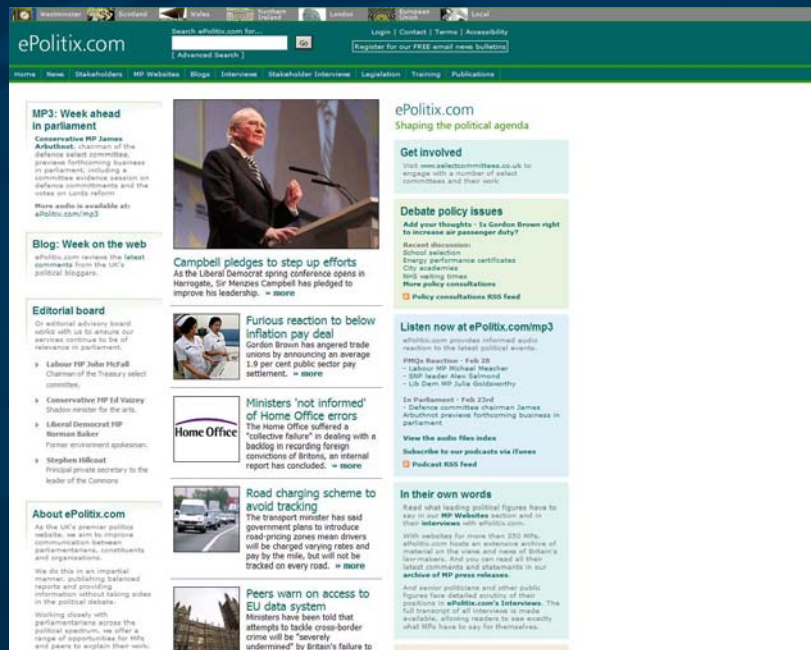 Westminster
Scotland
Wales
Northern Ireland
London
European Union
Local
ePolitix.com
Search ePolitix.com for...
Go
[ Advanced Search ]
Login | Contact | Terms | Accessibility
Register for our FREE email news bulletins
Home
News
Stakeholders
MP Websites
Blogs
Interviews
Stakeholder Interviews
Legislation
Training
Publications
MP3: Week ahead
in parliament
Conservative MP James
Arbuthnot, chairman of the
defence select committee,
previews forthcoming business
in parliament, including a
committee evidence session on
defence commitments and the
votes on Lords reform
More audio is available at:
ePolitix.com/mp3
Blog: Week on the web
ePolitix.com reviews the latest
comments from the UK's
political bloggers.
Editorial board
Or editorial advisory board
works with us to ensure our
services continue to be of
relevance in parliament.
Labour MP John McFall
Chairman of the Treasury select
committee.
Conservative MP Ed Vaizey
Shadow minister for the arts.
Liberal Democrat MP
Norman Baker
Former environment spokesman.
Stephen Hillcoat
Principal private secretary to the
leader of the Commons
About ePolitix.com
As the UK's premier politics
website, we aim to improve
communication between
parliamentarians, constituents
and organisations.
We do this in an impartial
manner, publishing balanced
reports and providing
information without taking sides
in the political debate.
Working closely with
parliamentarians across the
political spectrum, we offer a
range of opportunities for MPs
and peers to explain their work.
Campbell pledges to step up efforts
As the Liberal Democrat spring conference opens in
Harrogate, Sir Menzies Campbell has pledged to
improve his leadership. » more
Furious reaction to below
inflation pay deal
Gordon Brown has angered trade
unions by announcing an average
1.9 per cent public sector pay
settlement. » more
Home Office
Ministers 'not informed'
of Home Office errors
The Home Office suffered a
"collective failure" in dealing with a
backlog in recording foreign
convictions of Britons, an internal
report has concluded. » more
Road charging scheme to
avoid tracking
The transport minister has said
government plans to introduce
road-pricing zones mean drivers
will be charged varying rates and
pay by the mile, but will not be
tracked on every road. » more
Peers warn on access to
EU data system
Ministers have been told that
attempts to tackle cross-border
crime will be "severely
undermined" by Britain's failure to
ePolitix.com
Shaping the political agenda
Get involved
Visit www.selectcommittees.co.uk to
engage with a number of select
committees and their work
Debate policy issues
Add your thoughts - Is Gordon Brown right
to increase air passenger duty?
Recent discussion:
School selection
Energy performance certificates
City academies
NHS waiting times
More policy consultations
Policy consultations RSS feed
Listen now at ePolitix.com/mp3
ePolitix.com provides informed audio
reaction to the latest political events.
PMQs Reaction - Feb 28
- Labour MP Michael Meacher
- SNP leader Alex Salmond
- Lib Dem MP Julia Goldsworthy
In Parliament - Feb 23rd
- Defence committee chairman James
Arbuthnot previews forthcoming business in
parliament
View the audio files index
Subscribe to our podcasts via iTunes
Podcast RSS feed
In their own words
Read what leading political figures have to
say in our MP Websites section and in
their interviews with ePolitix.com.
With websites for more than 250 MPs,
ePolitix.com hosts an extensive archive of
material on the views and news of Britain's
law-makers. And you can read all their
latest comments and statements in our
archive of MP press releases.
And senior politicians and other public
figures face detailed scrutiny of their
positions in ePolitix.com's Interviews. The
full transcript of all interviews is made
available, allowing readers to see exactly
what MPs have to say for themselves.